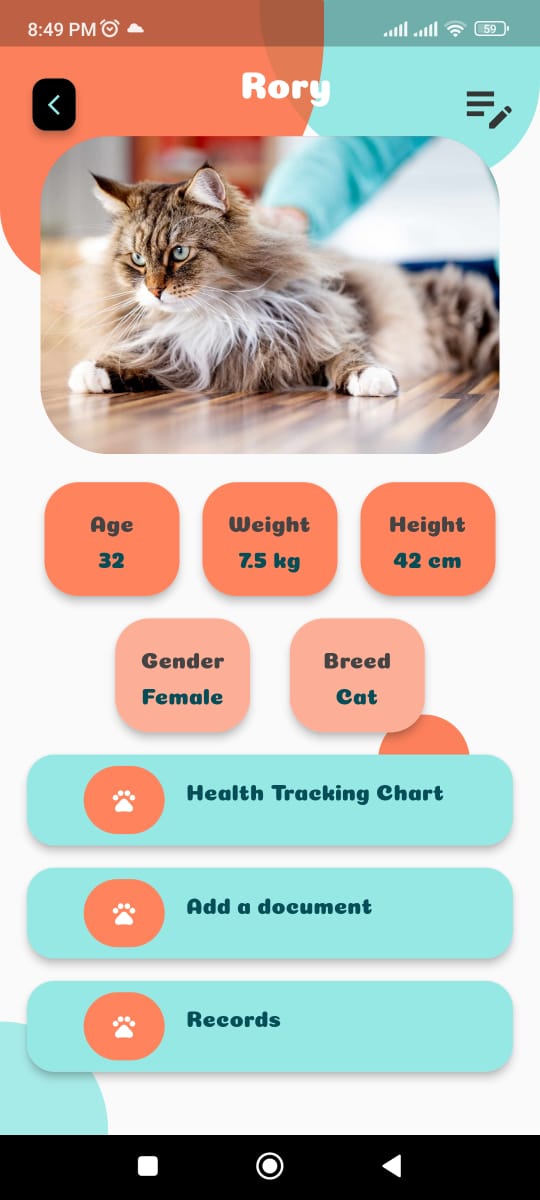 8:49 PM
59
Rory
Age
32
Weight
7.5 kg
Height
42 cm
Gender
Female
Breed
Cat
Health Tracking Chart
Add a document
Records